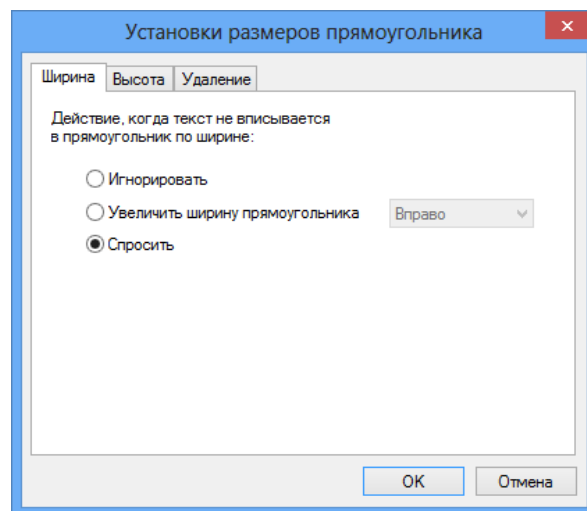 Установки размеров прямоугольника
Ширина Высота Удаление
Действие, когда текст не вписывается
в прямоугольник по ширине:
Игнорировать
Увеличить ширину прямоугольника Вправо
Спросить
OK Отмена